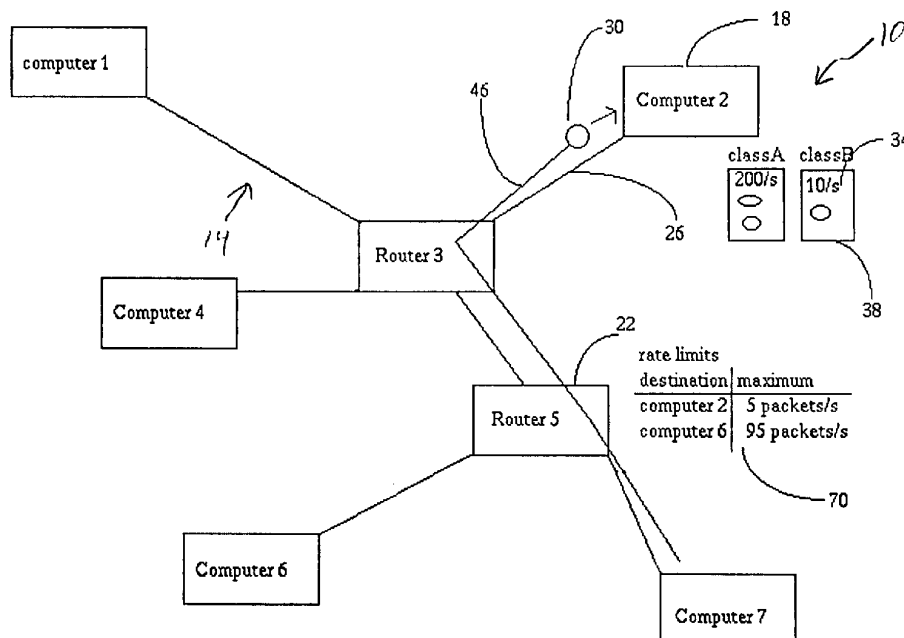 computer 1
30
18
10
46
Computer 2
classA
classB
34
200/s
10/s
14
Router 3
26
38
Computer 4
22
rate limits
destination maximum
computer 2 5 packets/s
computer 6 95 packets/s
Router 5
70
Computer 6
Computer 7